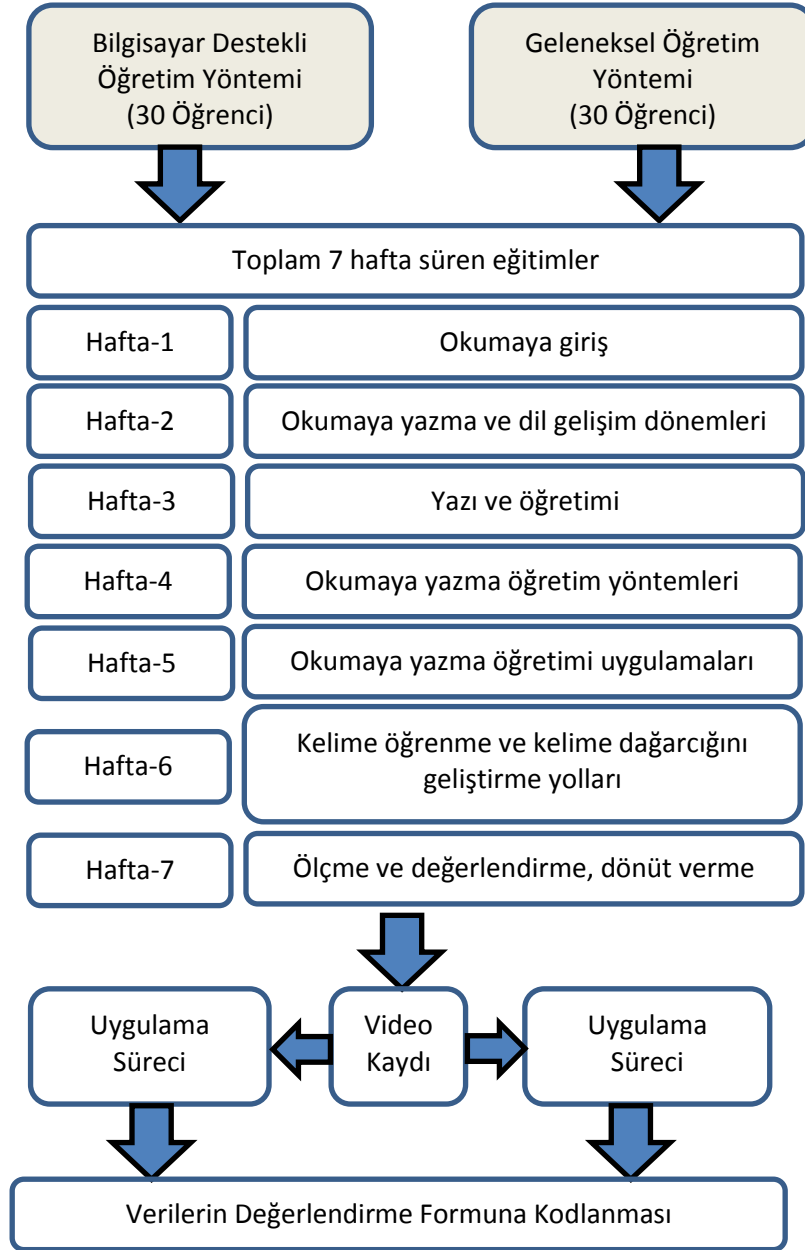 Bilgisayar Destekli
Öğretim Yöntemi
(30 Öğrenci)
Geleneksel Öğretim
Yöntemi
(30 Öğrenci)
Toplam 7 hafta süren eğitimler
Hafta-1
Okumaya giriş
Hafta-2
Okumaya yazma ve dil gelişim dönemleri
Hafta-3
Yazı ve öğretimi
Hafta-4
Okumaya yazma öğretim yöntemleri
Hafta-5
Okumaya yazma öğretimi uygulamaları
Hafta-6
Kelime öğrenme ve kelime dağarcığını
geliştirme yolları
Hafta-7
Ölçme ve değerlendirme, dönüt verme
Uygulama
Süreci
Video
Kaydı
Uygulama
Süreci
Verilerin Değerlendirme Formuna Kodlanması